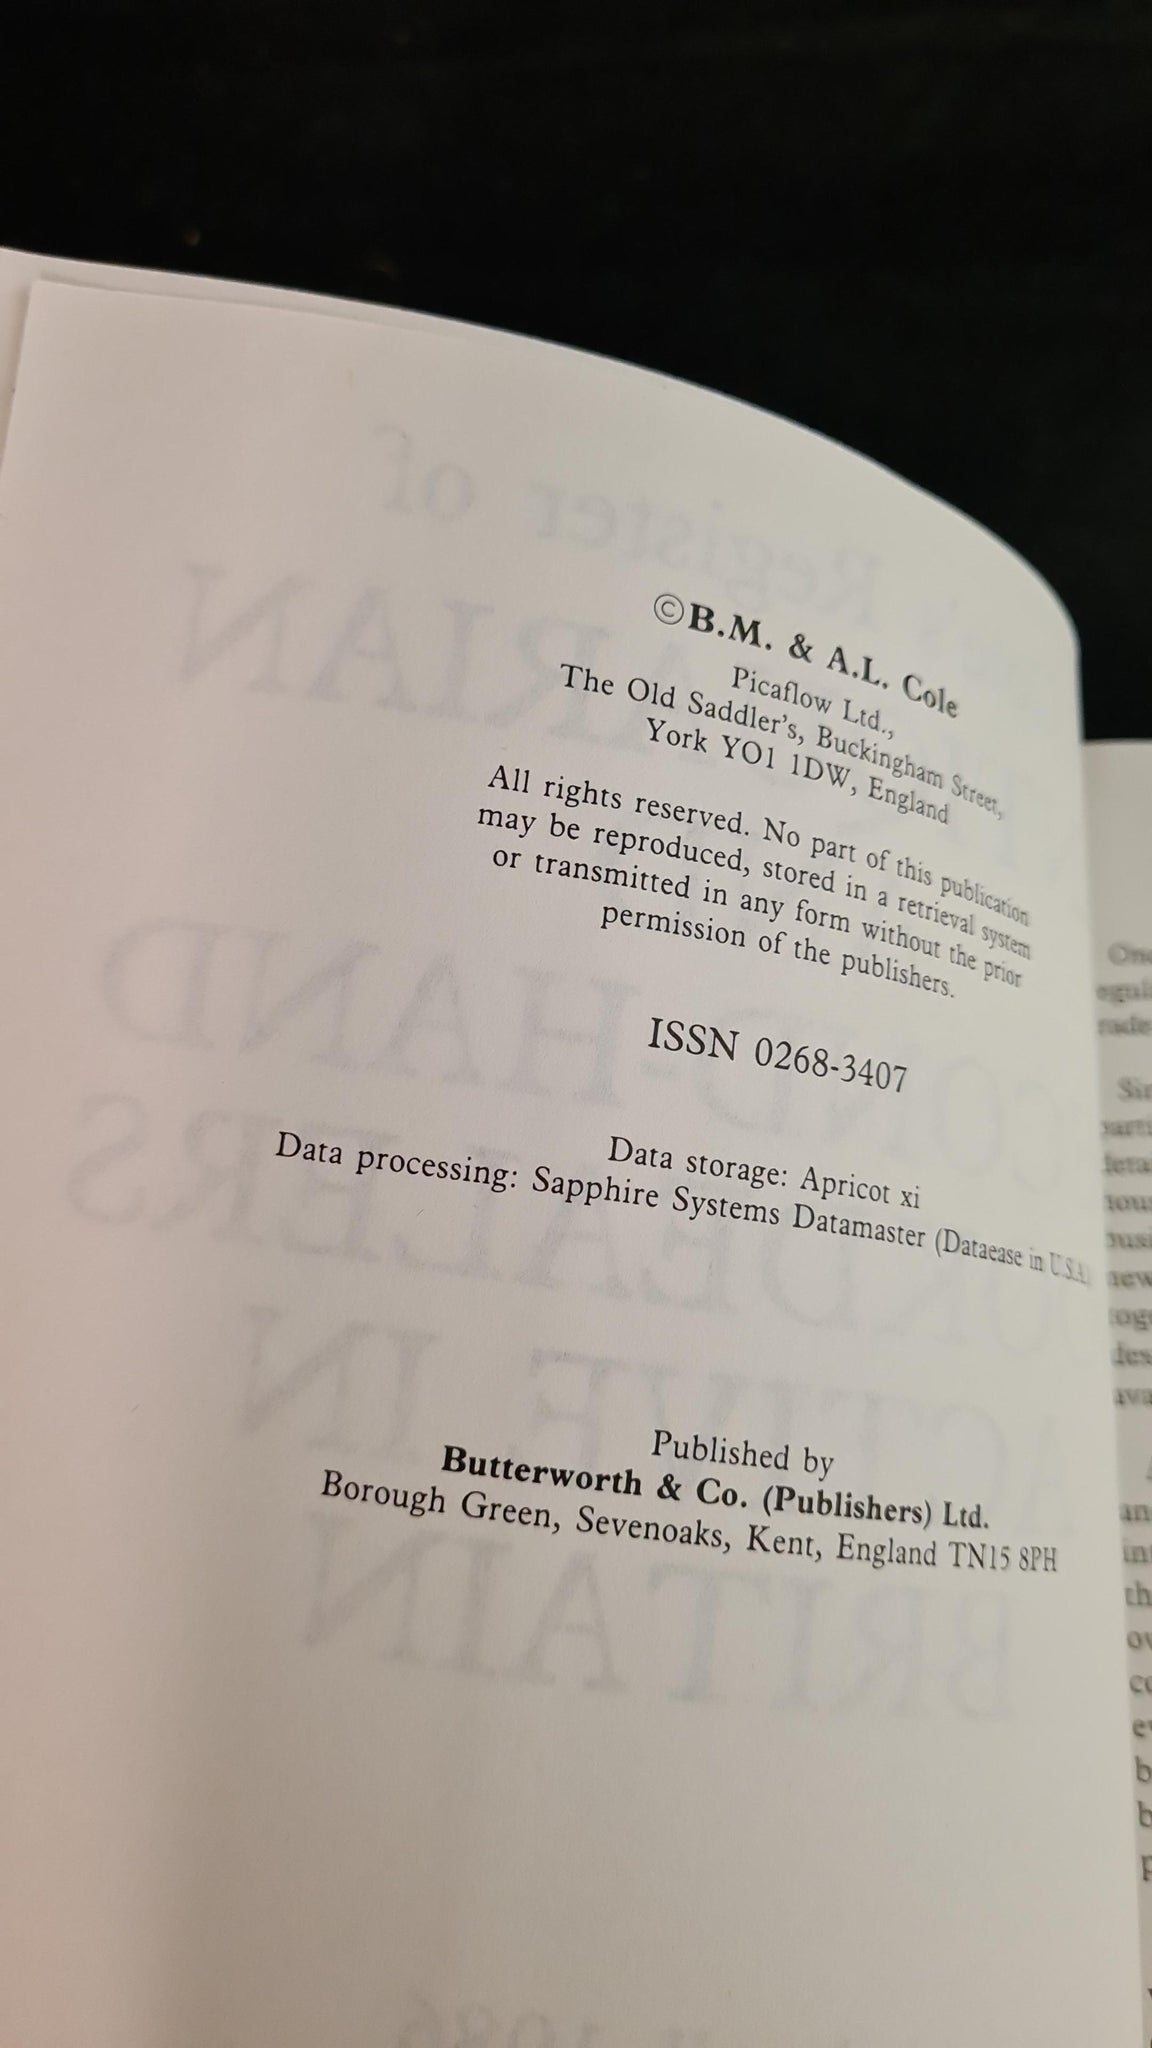 ©B.M. & A.L. Cole
Picaflow Ltd.,
The Old Saddler's, Buckingham Street,
York YO1 1DW, England
All rights reserved. No part of this publication
may be reproduced, stored in a retrieval system
or transmitted in any form without the prior
permission of the publishers.
ISSN 0268-3407
Data storage: Apricot xi
Data processing: Sapphire Systems Datamaster (Dataease in U.S.A)
Published by
Butterworth & Co. (Publishers) Ltd.
Borough Green, Sevenoaks, Kent, England TN15 8PH